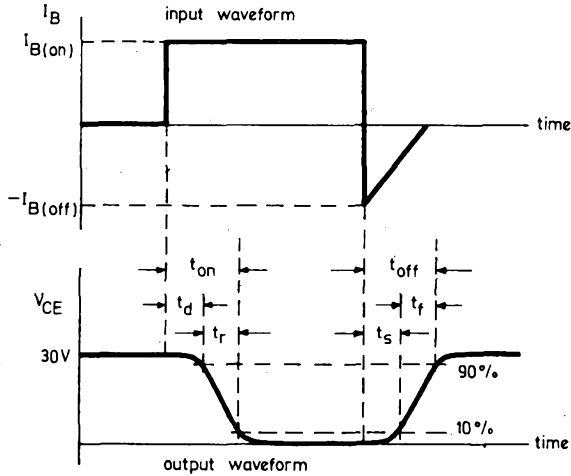 I_B
input waveform
I_B(on)
time
-I_B(off)
t_on
t_off
V_CE
t_d
t_f
t_r
t_s
30V
90%
10%
time
output waveform